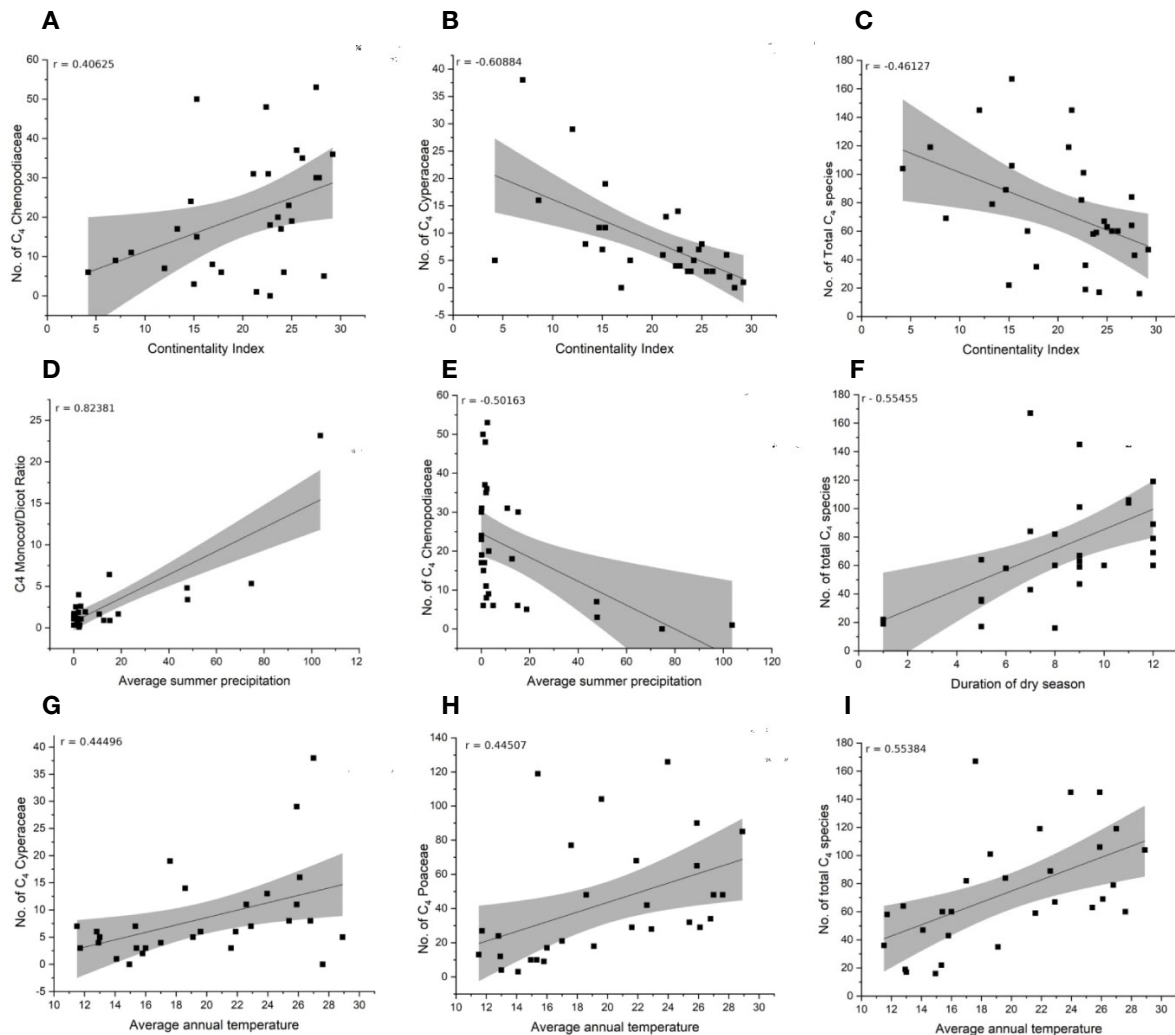 A
r = 0.40625
No. of C₄ Chenopodiaceae
60
50
40
30
20
10
0
0 5 10 15 20 25 30
Continentality Index
B
r = -0.60884
No. of C₄ Cyperaceae
40
35
30
25
20
15
10
5
0
-5
0 5 10 15 20 25 30
Continentality Index
C
r = -0.46127
No. of Total C₄ species
180
160
140
120
100
80
60
40
20
0
0 5 10 15 20 25 30
Continentality Index
D
r = 0.82381
C4 Monocot/Dicot Ratio
25
20
15
10
5
0
0 20 40 60 80 100 12
Average summer precipitation
E
r = -0.50163
No. of C₄ Chenopodiaceae
60
50
40
30
20
10
0
0 20 40 60 80 100 120
Average summer precipitation
F
r - 0.55455
No. of total C₄ species
180
160
140
120
100
80
60
40
20
0
0 2 4 6 8 10 12
Duration of dry season
G
r = 0.44496
No. of C₄ Cyperaceae
40
35
30
25
20
15
10
5
0
-5
10 12 14 16 18 20 22 24 26 28 30
Average annual temperature
H
r = 0.44507
No. of C₄ Poaceae
140
120
100
80
60
40
20
0
10 12 14 16 18 20 22 24 26 28 30
Average annual temperature
I
r = 0.55384
No. of total C₄ species
180
160
140
120
100
80
60
40
20
0
10 12 14 16 18 20 22 24 26 28 30
Average annual temperature